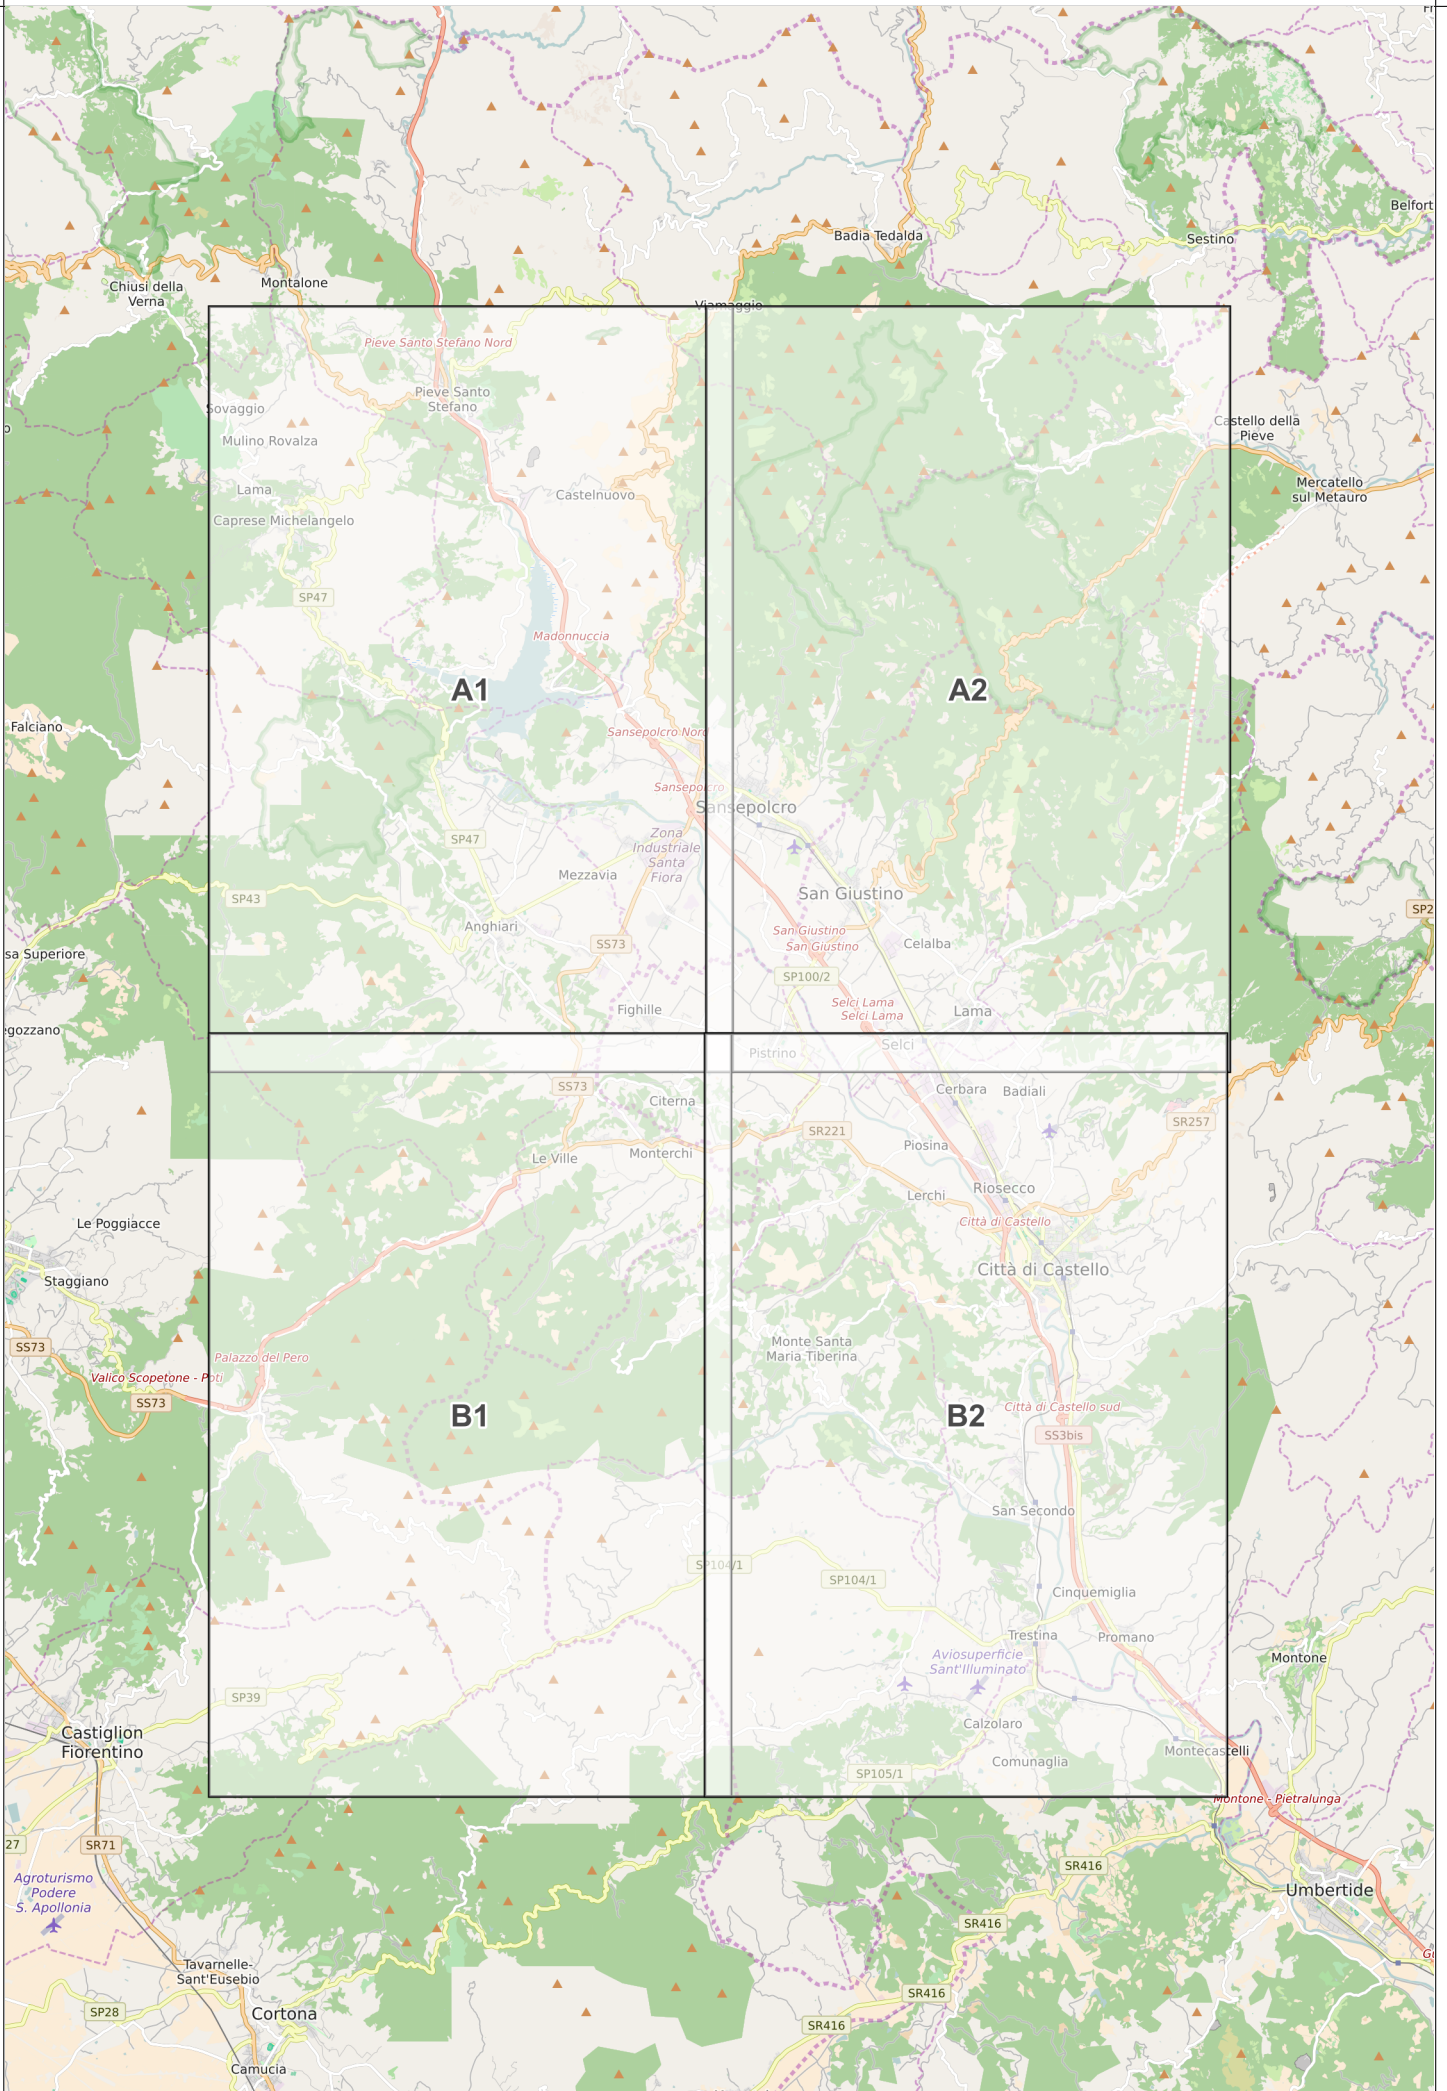 Badia Tedalda
Sestino
Belfort
Chiusi della
Verna
Montalone
Viamaggio
Pieve Santo Stefano Nord
Pieve Santo
Stefano
Sovaggio
Mulino Rovalza
Castello della
Pieve
Lama
Castelnuovo
Mercatello
sul Metauro
Caprese Michelangelo
SP47
Madonnuccia
A1
A2
Falciano
Sansepolcro Nord
Sansepolcro
Sansepolcro
SP47
Zona
Industriale
Santa
Fiora
Mezzavia
SP43
San Giustino
SP2
Anghiari
San Giustino
San Giustino
SS73
Celalba
sa Superiore
SP100/2
Selci Lama
Selci Lama
Fighille
Lama
egozzano
Selci
Pistrino
SS73
Cerbara
Badiali
Citerna
SR221
SR257
Piosina
Le Ville
Monterchi
Riosecco
Lerchi
Le Poggiacce
Città di Castello
Città di Castello
Staggiano
SS73
Monte Santa
Maria Tiberina
Palazzo del Pero
Valico Scopetone - Poti
SS73
B1
B2
Città di Castello sud
SS3bis
San Secondo
SP104/1
SP104/1
Cinquemiglia
Trestina
Promano
Aviosuperficie
Sant'Illuminato
Montone
SP39
Castiglion
Fiorentino
Calzolaro
Comunaglia
Montecastelli
SP105/1
Montone - Pietralunga
27
SR71
SR416
Agroturismo
Podere
S. Apollonia
Umbertide
SR416
Tavarnelle-
Sant'Eusebio
SR416
SP28
Cortona
SR416
Camucia